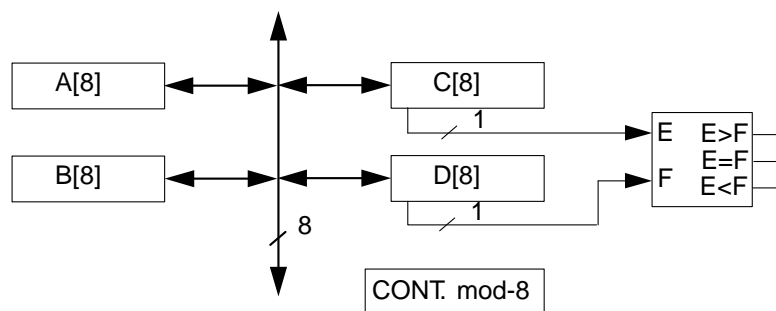 A[8]
C[8]
1
E
E>F
E=F
B[8]
D[8]
F
E<F
1
8
CONT. mod-8